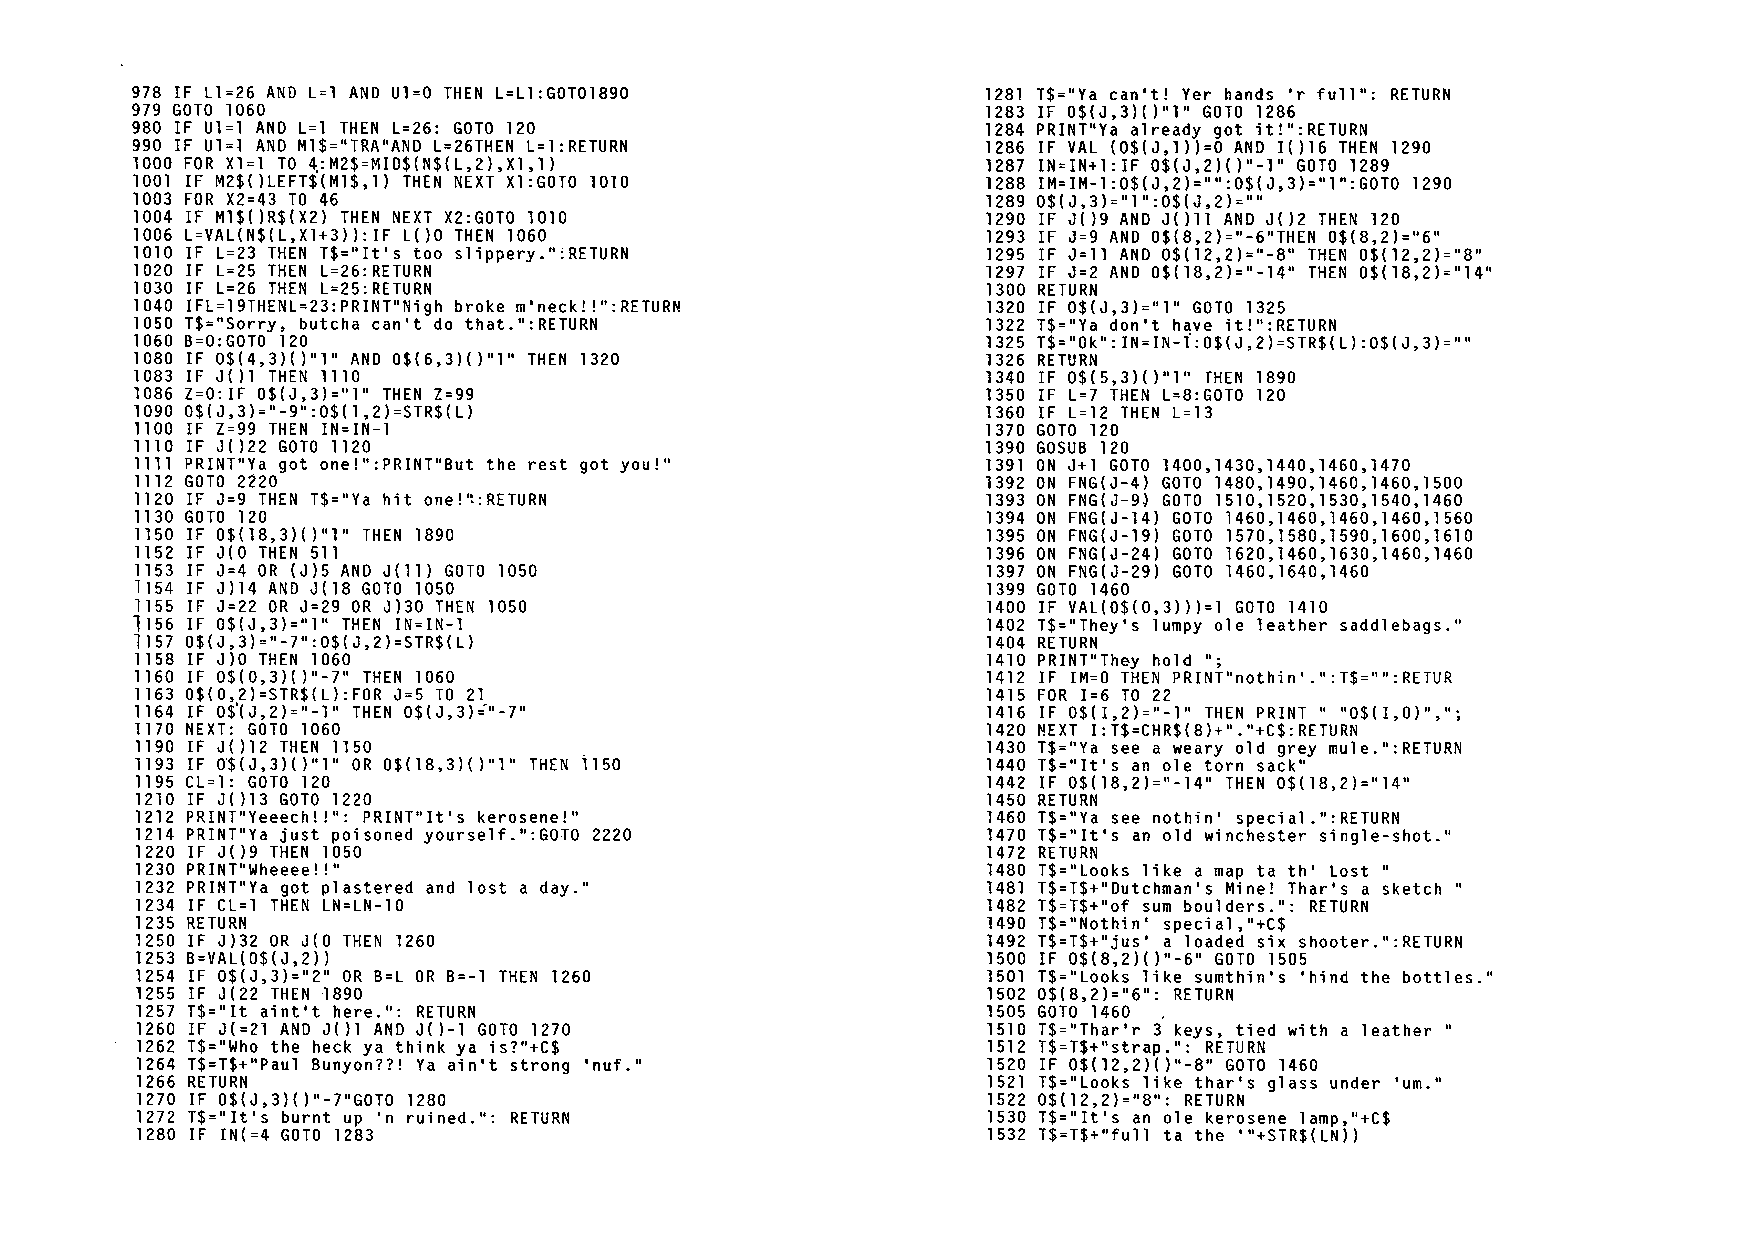 978 IF L1=26 AND L=1 AND U1=0 THEN L=L1:GOTO1890
979 GOTO 1060
980 IF U1=1 AND L=1 THEN L=26: GOTO 120
990 IF U1=1 AND M1$="TRA"AND L=26THEN L=1:RETURN
1000 FOR X1=1 TO 4:M2$=MID$(N$(L,2),X1,1)
1001 IF M2$()LEFT$(M1$,1) THEN NEXT X1:GOTO 1010
1003 FOR X2=43 TO 46
1004 IF M1$()R$(X2) THEN NEXT X2:GOTO 1010
1006 L=VAL(N$(L,X1+3)):IF L()0 THEN 1060
1010 IF L=23 THEN T$="It's too slippery.":RETURN
1020 IF L=25 THEN L=26:RETURN
1030 IF L=26 THEN L=25:RETURN
1040 IFL=19THENL=23:PRINT"Nigh broke m'neck!!":RETURN
1050 T$="Sorry, butcha can't do that.":RETURN
1060 B=0:GOTO 120
1080 IF O$(4,3)()"1" AND O$(6,3)()"1" THEN 1320
1083 IF J()1 THEN 1110
1086 Z=0:IF O$(J,3)="1" THEN Z=99
1090 O$(J,3)="-9":O$(1,2)=STR$(L)
1100 IF Z=99 THEN IN=IN-1
1110 IF J()22 GOTO 1120
1111 PRINT"Ya got one!":PRINT"But the rest got you!"
1112 GOTO 2220
1120 IF J=9 THEN T$="Ya hit one!":RETURN
1130 GOTO 120
1150 IF O$(18,3)()"1" THEN 1890
1152 IF J(0 THEN 511
1153 IF J=4 OR (J)5 AND J(11) GOTO 1050
1154 IF J)14 AND J(18 GOTO 1050
1155 IF J=22 OR J=29 OR J)30 THEN 1050
1156 IF O$(J,3)="1" THEN IN=IN-1
1157 O$(J,3)="-7":O$(J,2)=STR$(L)
1158 IF J)0 THEN 1060
1160 IF O$(0,3)()"-7" THEN 1060
1163 O$(0,2)=STR$(L):FOR J=5 TO 21
1164 IF O$(J,2)="-1" THEN O$(J,3)="-7"
1170 NEXT: GOTO 1060
1190 IF J()12 THEN 1150
1193 IF O$(J,3)()"1" OR O$(18,3)()"1" THEN 1150
1195 CL=1: GOTO 120
1210 IF J()13 GOTO 1220
1212 PRINT"Yeeech!!": PRINT"It's kerosene!"
1214 PRINT"Ya just poisoned yourself.":GOTO 2220
1220 IF J()9 THEN 1050
1230 PRINT"Wheeee!!"
1232 PRINT"Ya got plastered and lost a day."
1234 IF CL=1 THEN LN=LN-10
1235 RETURN
1250 IF J)32 OR J(0 THEN 1260
1253 B=VAL(O$(J,2))
1254 IF O$(J,3)="2" OR B=L OR B=-1 THEN 1260
1255 IF J(22 THEN 1890
1257 T$="It aint't here.": RETURN
1260 IF J(=21 AND J()1 AND J()-1 GOTO 1270
1262 T$="Who the heck ya think ya is?"+C$
1264 T$=T$+"Paul Bunyon??! Ya ain't strong 'nuf."
1266 RETURN
1270 IF O$(J,3)()"-7"GOTO 1280
1272 T$="It's burnt up 'n ruined.": RETURN
1280 IF IN(=4 GOTO 1283
1281 T$="Ya can't! Yer hands 'r full": RETURN
1283 IF O$(J,3)()"1" GOTO 1286
1284 PRINT"Ya already got it!":RETURN
1286 IF VAL (O$(J,1))=0 AND I()16 THEN 1290
1287 IN=IN+1:IF O$(J,2)()"-1" GOTO 1289
1288 IM=IM-1:O$(J,2)="":O$(J,3)="1":GOTO 1290
1289 O$(J,3)="1":O$(J,2)=""
1290 IF J()9 AND J()11 AND J()2 THEN 120
1293 IF J=9 AND O$(8,2)="-6"THEN O$(8,2)="6"
1295 IF J=11 AND O$(12,2)="-8" THEN O$(12,2)="8"
1297 IF J=2 AND O$(18,2)="-14" THEN O$(18,2)="14"
1300 RETURN
1320 IF O$(J,3)="1" GOTO 1325
1322 T$="Ya don't have it!":RETURN
1325 T$="Ok":IN=IN-1:O$(J,2)=STR$(L):O$(J,3)=""
1326 RETURN
1340 IF O$(5,3)()"1" THEN 1890
1350 IF L=7 THEN L=8:GOTO 120
1360 IF L=12 THEN L=13
1370 GOTO 120
1390 GOSUB 120
1391 ON J+1 GOTO 1400,1430,1440,1460,1470
1392 ON FNG(J-4) GOTO 1480,1490,1460,1460,1500
1393 ON FNG(J-9) GOTO 1510,1520,1530,1540,1460
1394 ON FNG(J-14) GOTO 1460,1460,1460,1460,1560
1395 ON FNG(J-19) GOTO 1570,1580,1590,1600,1610
1396 ON FNG(J-24) GOTO 1620,1460,1630,1460,1460
1397 ON FNG(J-29) GOTO 1460,1640,1460
1399 GOTO 1460
1400 IF VAL(O$(0,3)))=1 GOTO 1410
1402 T$="They's lumpy ole leather saddlebags."
1404 RETURN
1410 PRINT"They hold ";
1412 IF IM=0 THEN PRINT"nothin'.":T$="":RETUR
1415 FOR I=6 TO 22
1416 IF O$(I,2)="-1" THEN PRINT " "O$(I,0)",";
1420 NEXT I:T$=CHR$(8)+"."+C$:RETURN
1430 T$="Ya see a weary old grey mule.":RETURN
1440 T$="It's an ole torn sack"
1442 IF O$(18,2)="-14" THEN O$(18,2)="14"
1450 RETURN
1460 T$="Ya see nothin' special.":RETURN
1470 T$="It's an old winchester single-shot."
1472 RETURN
1480 T$="Looks like a map ta th' Lost "
1481 T$=T$+"Dutchman's Mine! Thar's a sketch "
1482 T$=T$+"of sum boulders.": RETURN
1490 T$="Nothin' special,"+C$
1492 T$=T$+"jus' a loaded six shooter.":RETURN
1500 IF O$(8,2)()"-6" GOTO 1505
1501 T$="Looks like sumthin's 'hind the bottles."
1502 O$(8,2)="6": RETURN
1505 GOTO 1460
1510 T$="Thar'r 3 keys, tied with a leather "
1512 T$=T$+"strap.": RETURN
1520 IF O$(12,2)()"-8" GOTO 1460
1521 T$="Looks like thar's glass under 'um."
1522 O$(12,2)="8": RETURN
1530 T$="It's an ole kerosene lamp,"+C$
1532 T$=T$+"full ta the '"+STR$(LN))